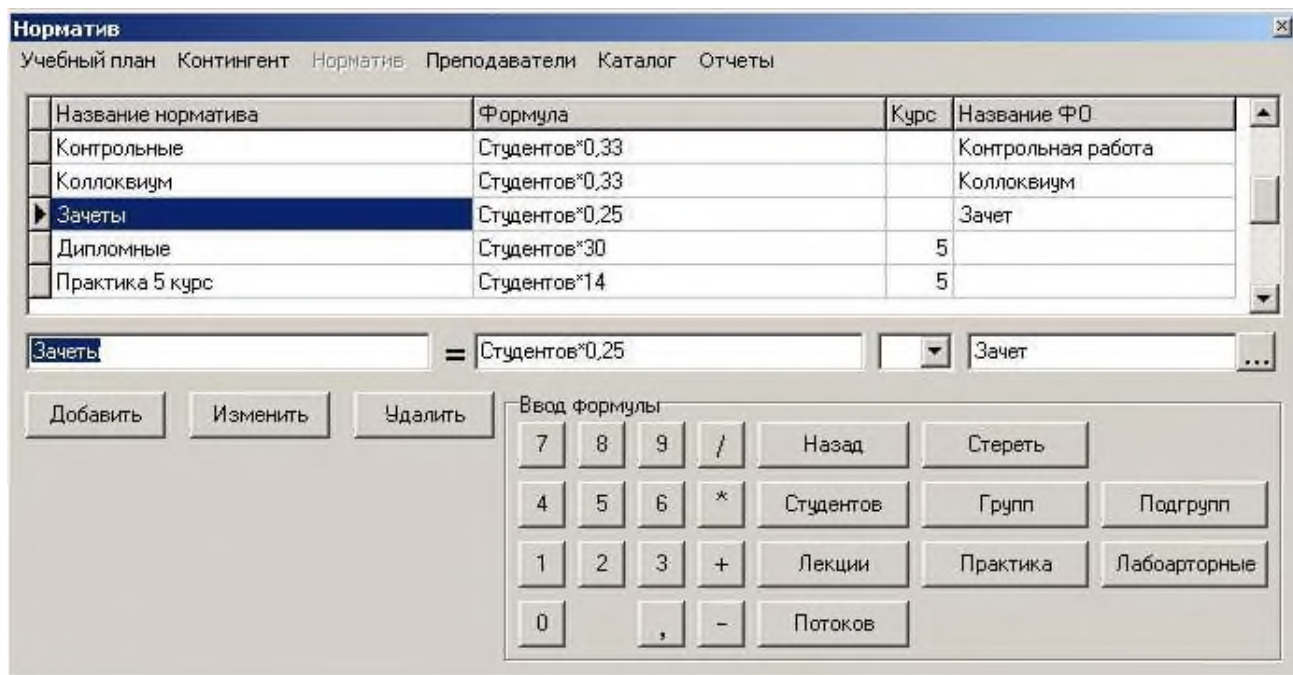 Норматив
Учебный план Контингент Норматив Преподаватели Каталог Отчеты
Название норматива Формула Курс Название ФО
Контрольные Студентов*0,33 Контрольная работа
Коллоквиум Студентов*0,33 Коллоквиум
Зачеты Студентов*0,25 Зачет
Дипломные Студентов*30 5
Практика 5 курс Студентов*14 5
Зачеты = Студентов*0,25 Зачет ...
Добавить Изменить Удалить Ввод формулы
7 8 9 / Назад Стереть
4 5 6 * Студентов Групп Подгрупп
1 2 3 + Лекции Практика Лабоарторные
0 , - Потоков